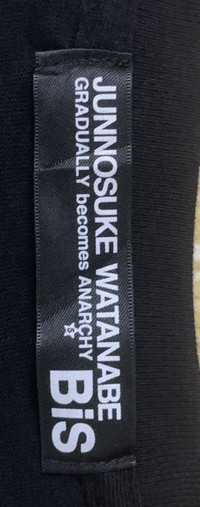 JUNNOSUKE WATANABE
GRADUALLY becomes ANARCHY
BiS